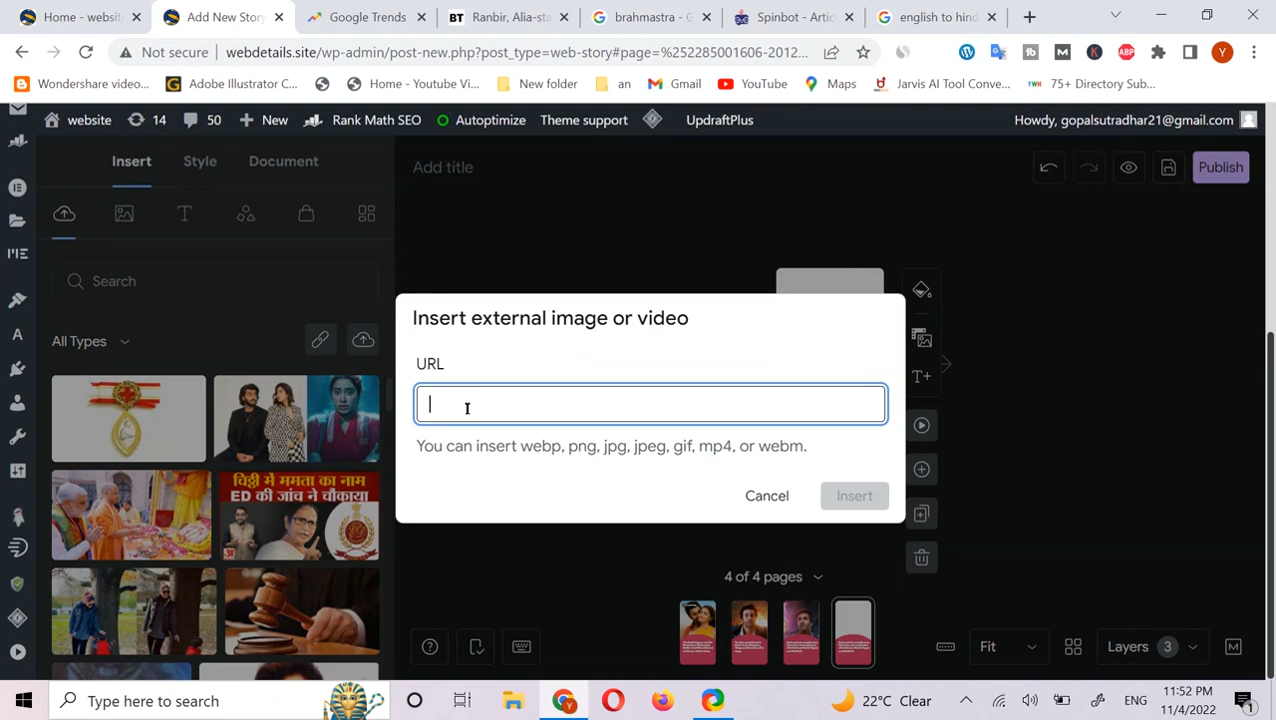 Home - websit
Add New Story
Google Trends
BT
Ranbir, Alia-sta
brahmastra - G
Spinbot - Artic
english to hind
Not secure
webdetails.site/wp-admin/post-new.php?post_type=web-story#page=%252285001606-2012...
ABP
Y
Wondershare video...
Adobe Illustrator C...
Home - Youtube Vi...
New folder
an
Gmail
YouTube
Maps
Jarvis AI Tool Conve...
75+ Directory Sub...
website
14
50
New
Rank Math SEO
Autoptimize
Theme support
UpdraftPlus
Howdy, gopalsutradhar21@gmail.com
Insert
Style
Document
Add title
Publish
Search
All Types
Insert external image or video
URL
You can insert webp, png, jpg, jpeg, gif, mp4, or webm.
Cancel
Insert
T+
चिट्ठी में ममता का नाम
ED की जांच ने चौंकाया
4 of 4 pages
Fit
Layers
3
Type here to search
22°C Clear
ENG
11:52 PM
11/4/2022
1